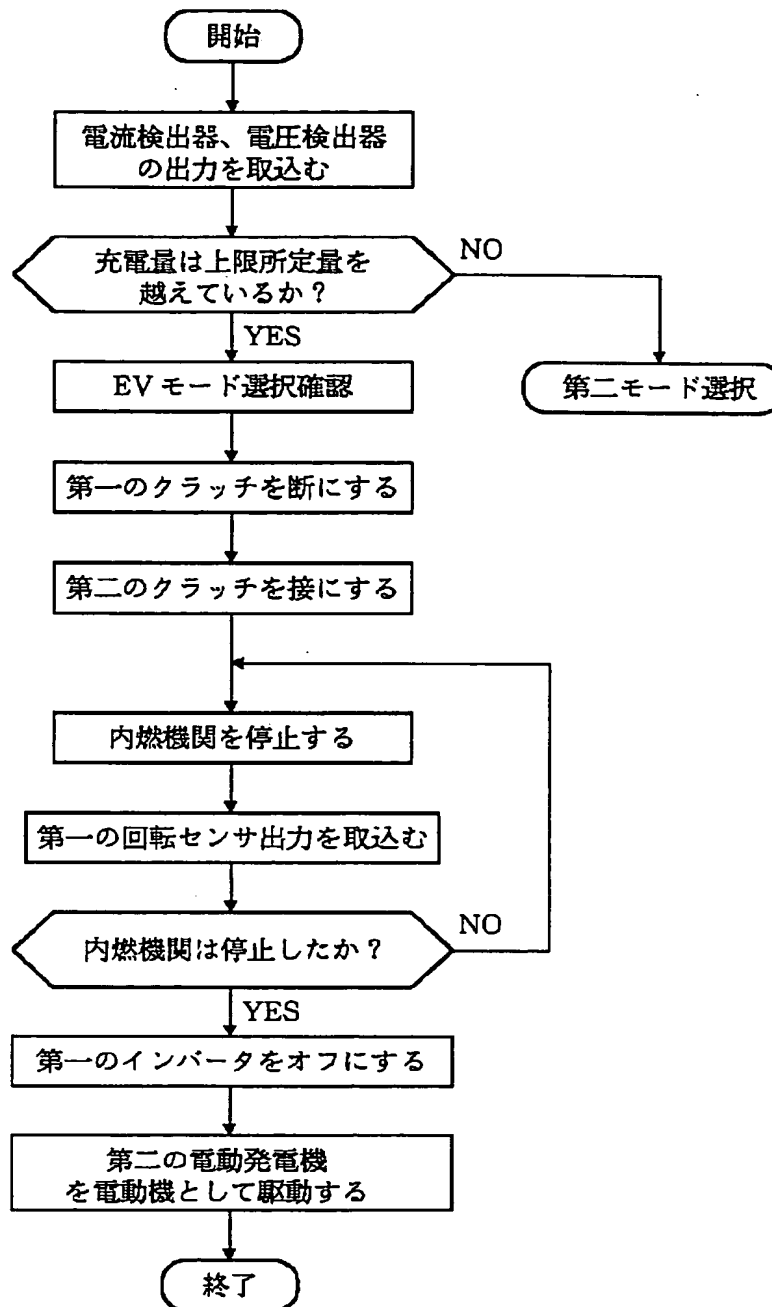 開始
電流検出器、電圧検出器
の出力を取込む
充電量は上限所定量を
越えているか?
NO
YES
EVモード選択確認
第二モード選択
第一のクラッチを断にする
第二のクラッチを接にする
内燃機関を停止する
第一の回転センサ出力を取込む
内燃機関は停止したか?
NO
YES
第一のインバータをオフにする
第二の電動発電機
を電動機として駆動する
終了